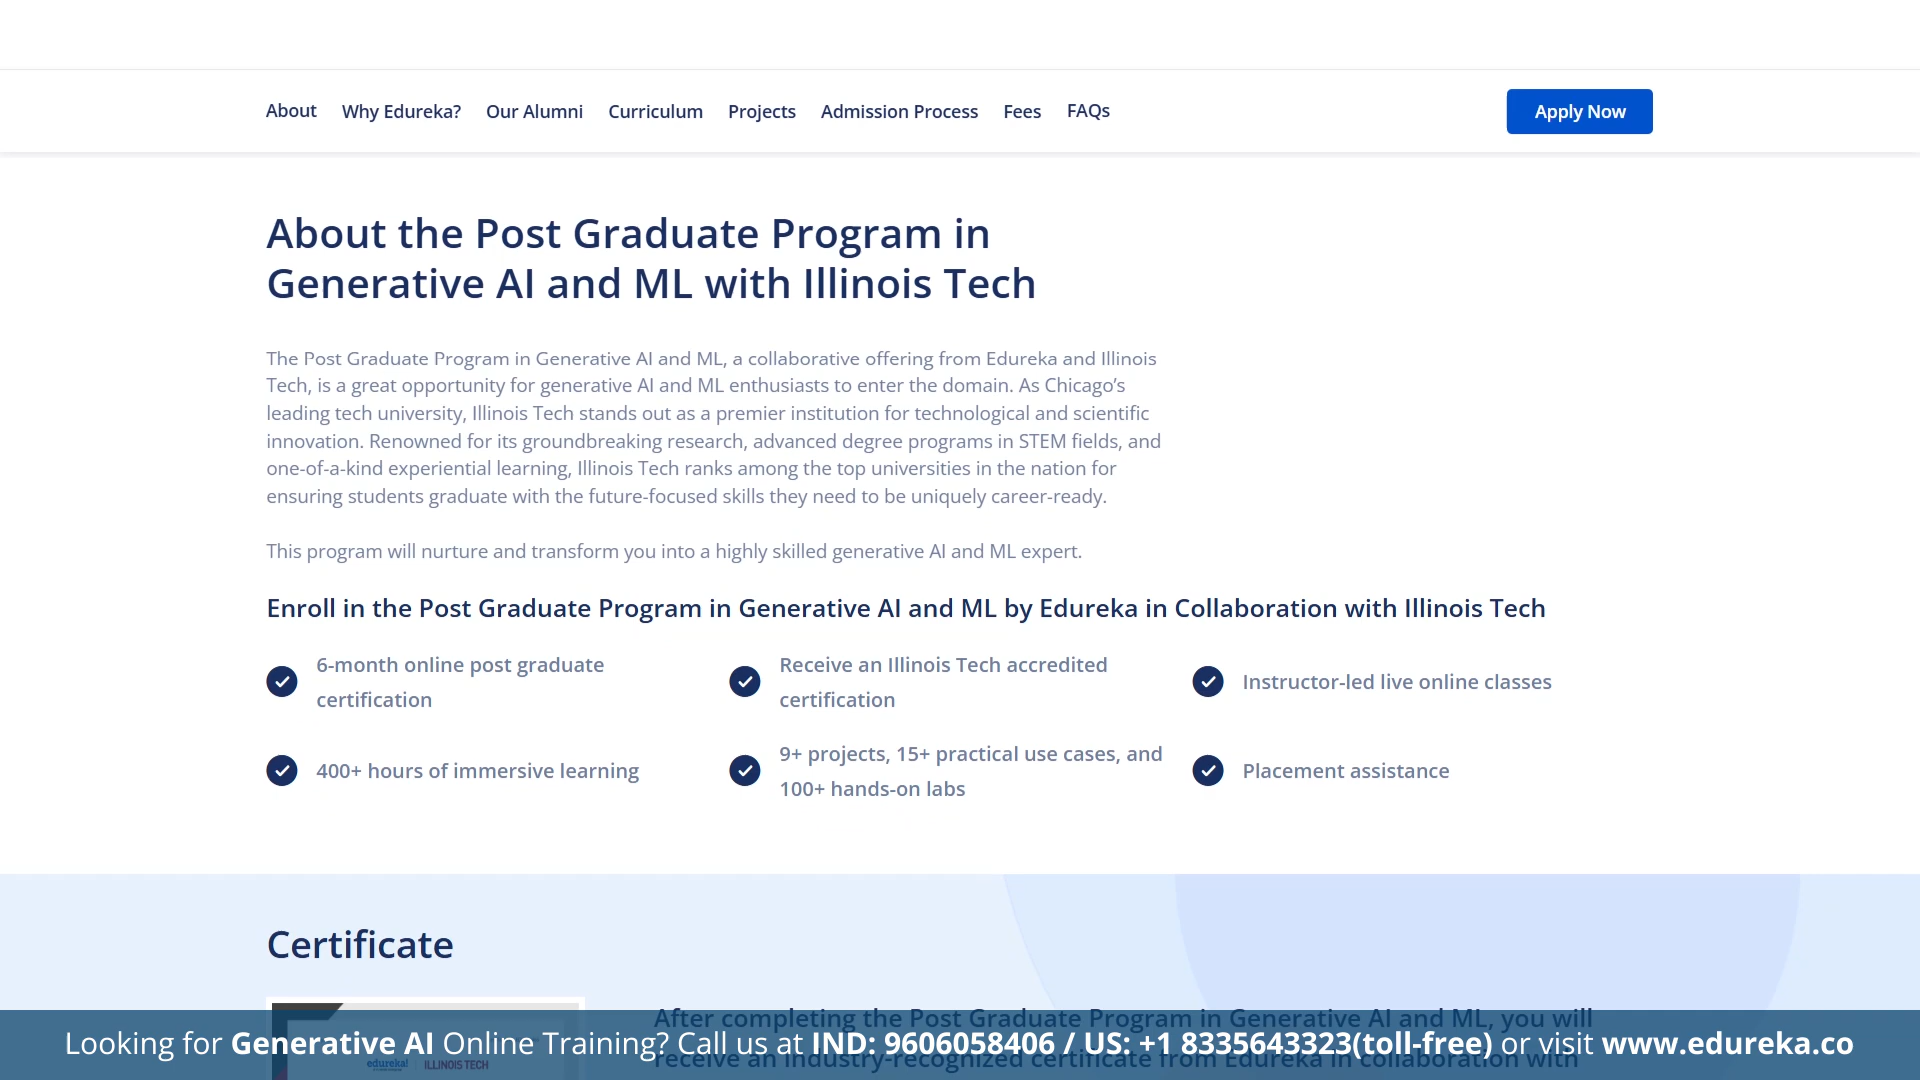 About Why Edureka? Our Alumni Curriculum Projects Admission Process Fees FAQs Apply Now
About the Post Graduate Program in
Generative AI and ML with Illinois Tech
The Post Graduate Program in Generative AI and ML, a collaborative offering from Edureka and Illinois
Tech, is a great opportunity for generative AI and ML enthusiasts to enter the domain. As Chicago’s
leading tech university, Illinois Tech stands out as a premier institution for technological and scientific
innovation. Renowned for its groundbreaking research, advanced degree programs in STEM fields, and
one-of-a-kind experiential learning, Illinois Tech ranks among the top universities in the nation for
ensuring students graduate with the future-focused skills they need to be uniquely career-ready.
This program will nurture and transform you into a highly skilled generative AI and ML expert.
Enroll in the Post Graduate Program in Generative AI and ML by Edureka in Collaboration with Illinois Tech
6-month online post graduate
certification
Receive an Illinois Tech accredited
certification
Instructor-led live online classes
400+ hours of immersive learning
9+ projects, 15+ practical use cases, and
100+ hands-on labs
Placement assistance
Certificate
After completing the Post Graduate Program in Generative AI and ML, you will
receive an industry-recognized certificate from Edureka in collaboration with
edureka! ILLINOIS TECH
Looking for Generative AI Online Training? Call us at IND: 9606058406 / US: +1 8335643323(toll-free) or visit www.edureka.co